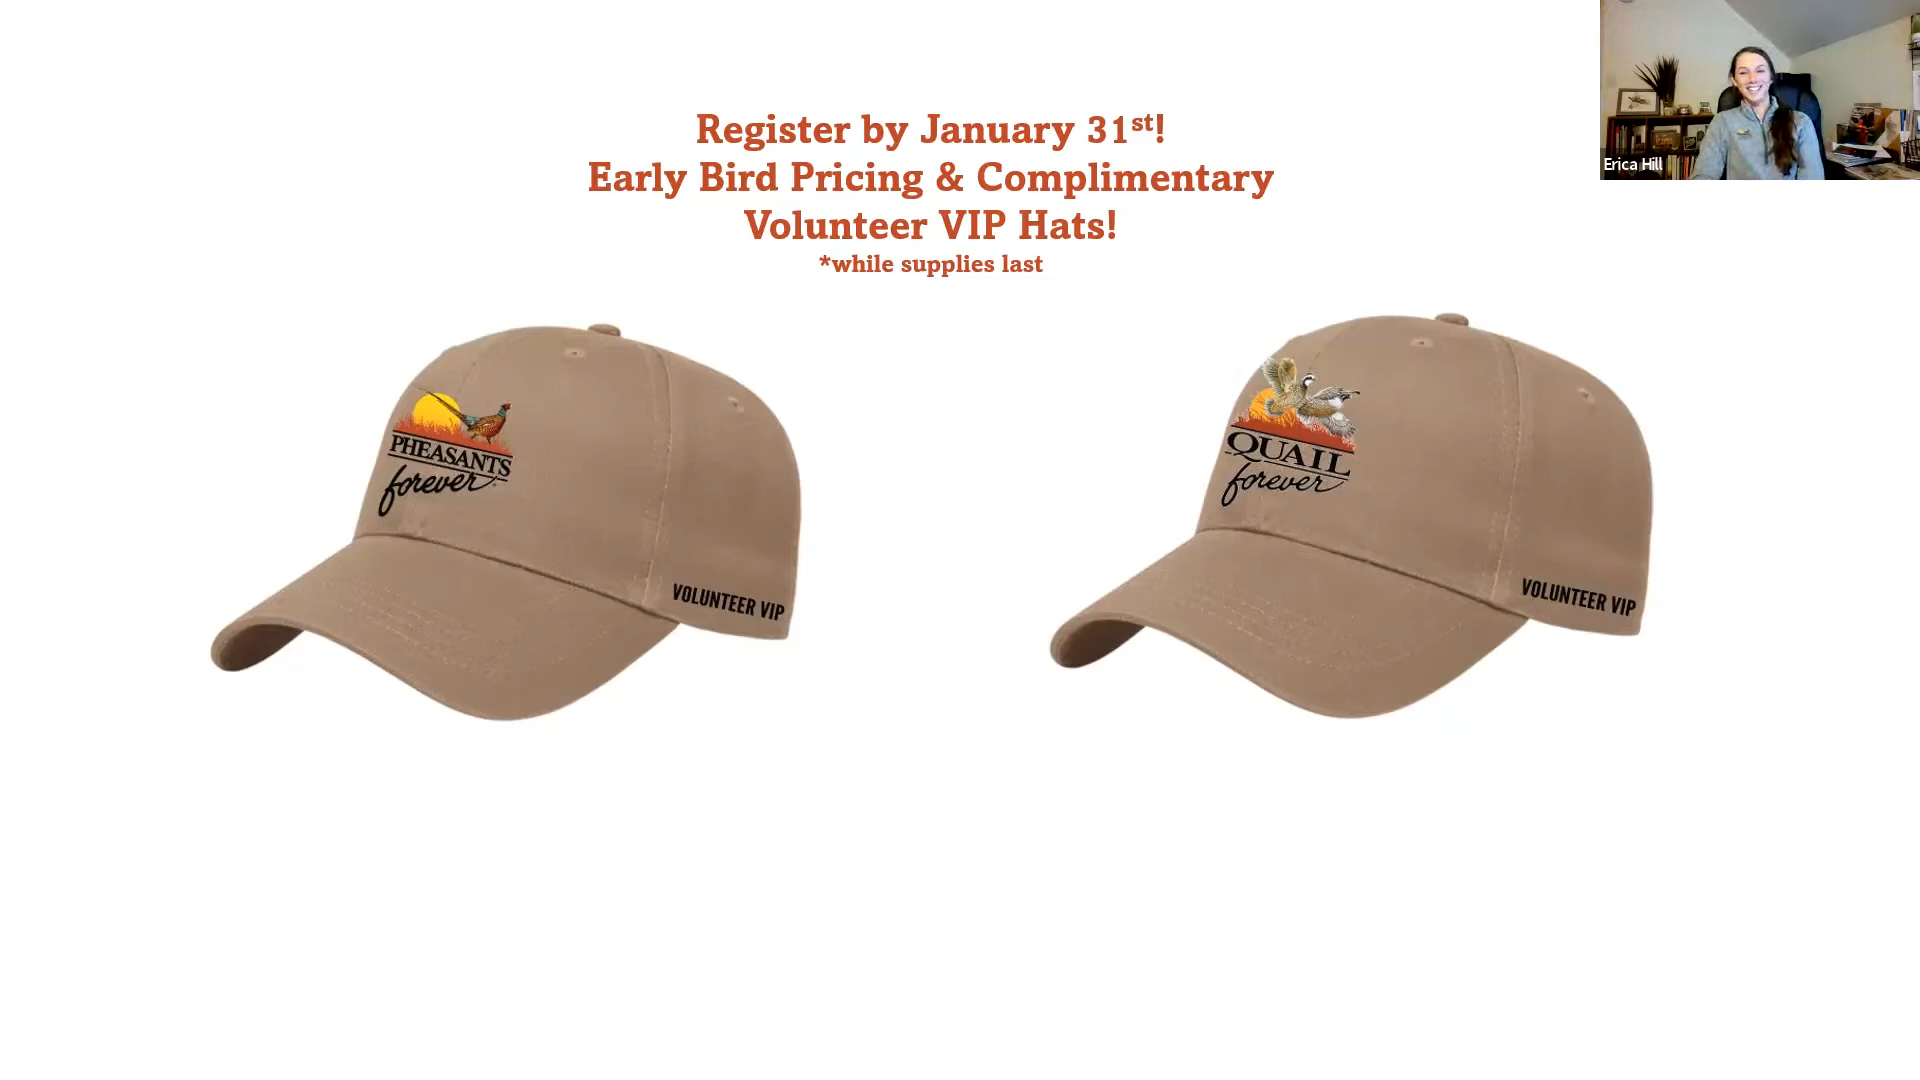 Register by January 31st!
Early Bird Pricing & Complimentary
Volunteer VIP Hats!
*while supplies last
Erica Hill
PHEASANTS
forever
VOLUNTEER VIP
QUAIL
forever
VOLUNTEER VIP